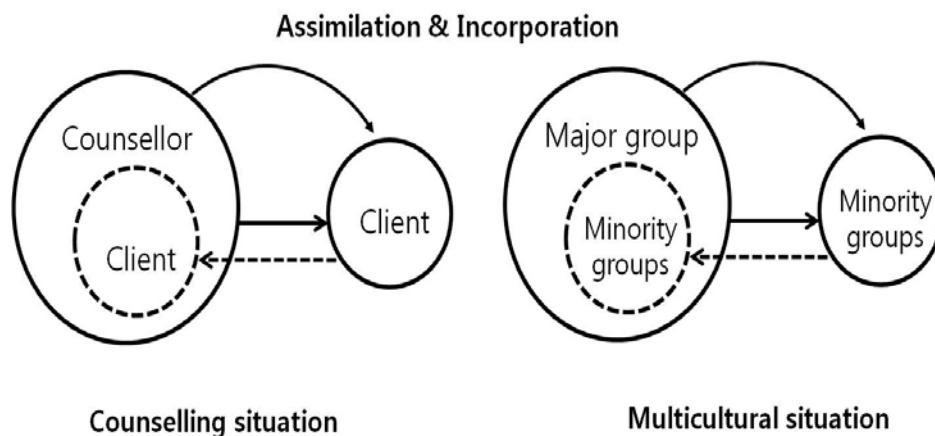 Assimilation & Incorporation
Counsellor
Client
Client
Counselling situation
Major group
Minority
groups
Minority
groups
Multicultural situation